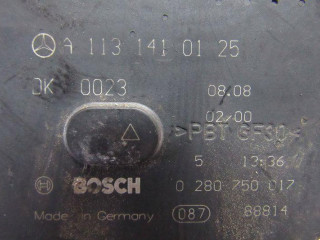 A 113 141 01 25
DK 0023 08.08
02/00
>PBT GF30<
5 13:36
BOSCH 0 280 750 017
Made in Germany 087 88814